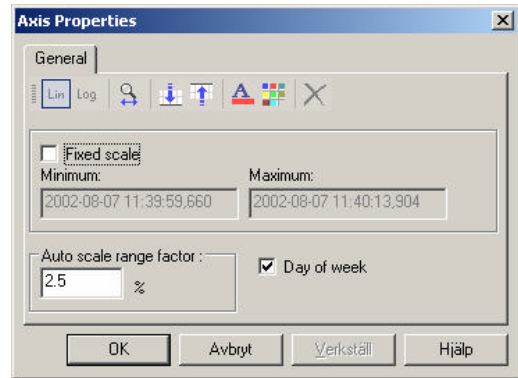 Axis Properties
General
Lin Log A
Fixed scale
Minimum: Maximum:
2002-08-07 11:39:59,660 2002-08-07 11:40:13,904
Auto scale range factor :
2.5 %
Day of week
OK Avbryt Verkställ Hjälp